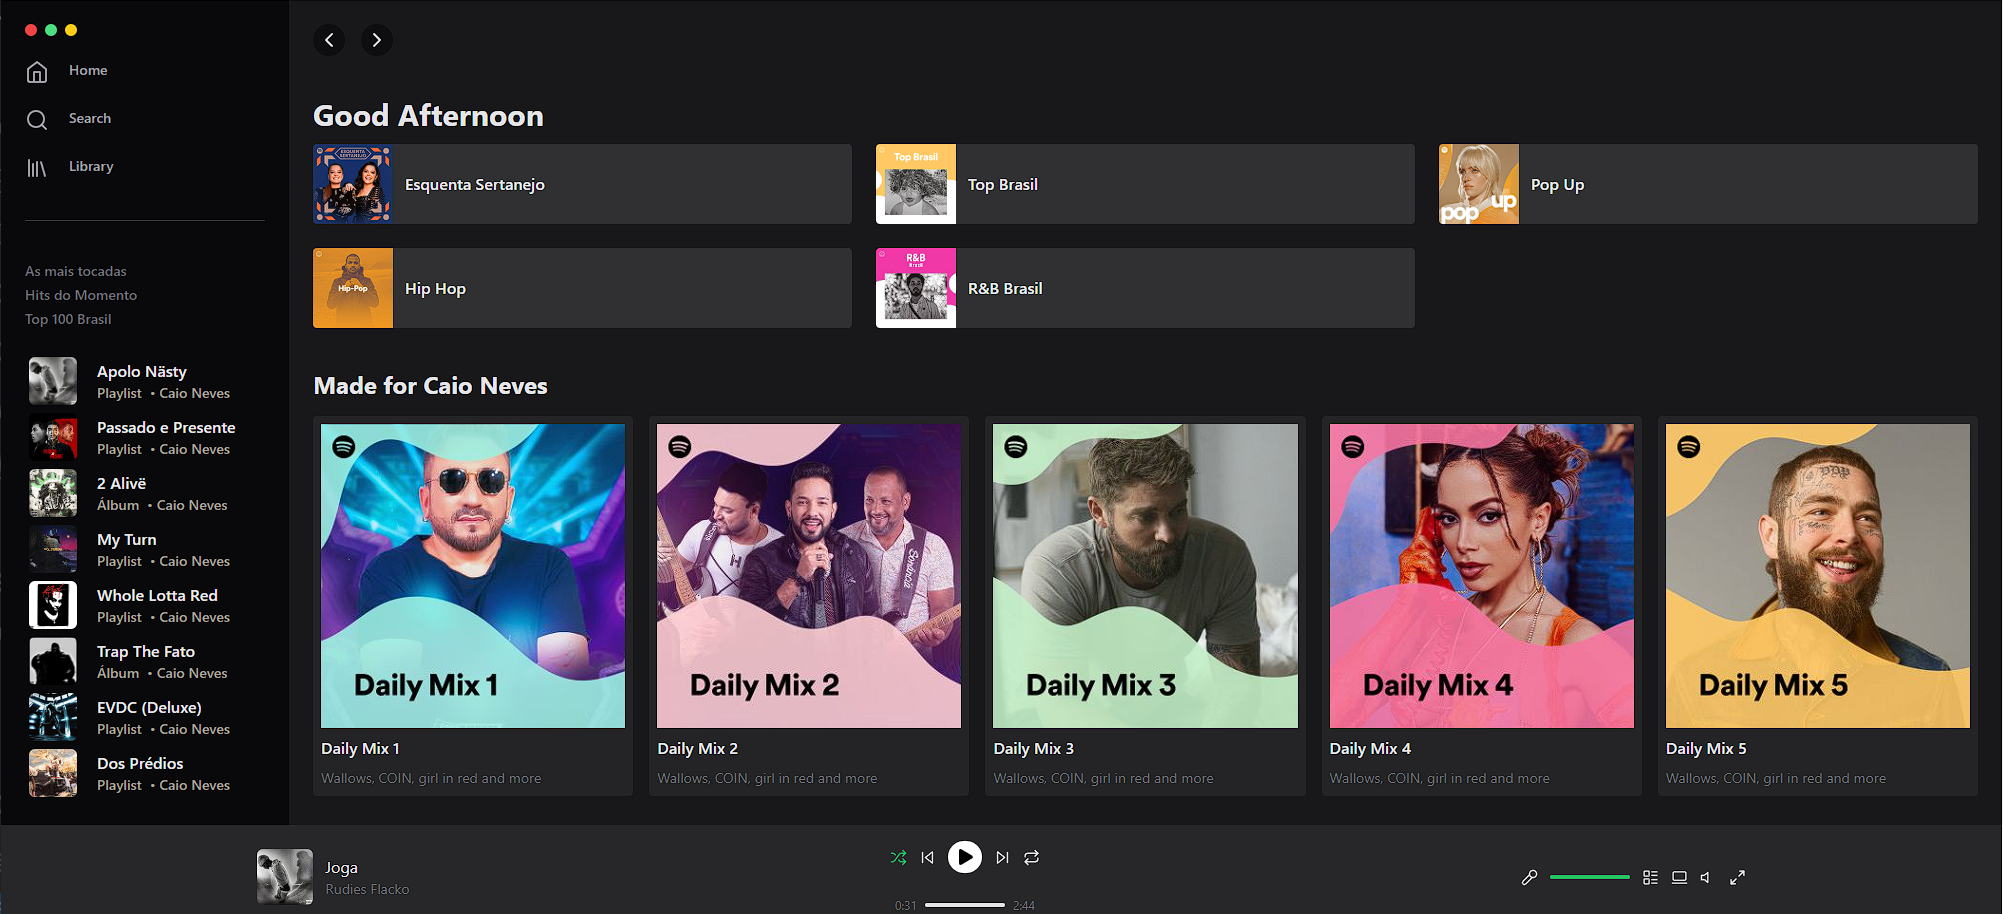 Home
Search
Library
As mais tocadas
Hits do Momento
Top 100 Brasil
Apolo Nästy
Playlist • Caio Neves
Passado e Presente
Playlist • Caio Neves
2 Alivë
Álbum • Caio Neves
My Turn
Playlist • Caio Neves
Whole Lotta Red
Playlist • Caio Neves
Trap The Fato
Álbum • Caio Neves
EVDC (Deluxe)
Playlist • Caio Neves
Dos Prédios
Playlist • Caio Neves
Good Afternoon
ESQUENTA
SERTANEJO
Esquenta Sertanejo
Top Brasil
Top Brasil
pop up
Pop Up
Hip-Pop
Hip Hop
R&B
Brasil
R&B Brasil
Made for Caio Neves
Daily Mix 1
Daily Mix 1
Wallows, COIN, girl in red and more
Daily Mix 2
Daily Mix 2
Wallows, COIN, girl in red and more
Daily Mix 3
Daily Mix 3
Wallows, COIN, girl in red and more
Daily Mix 4
Daily Mix 4
Wallows, COIN, girl in red and more
Daily Mix 5
Daily Mix 5
Wallows, COIN, girl in red and more
Joga
Rudies Flacko
0:31
2:44